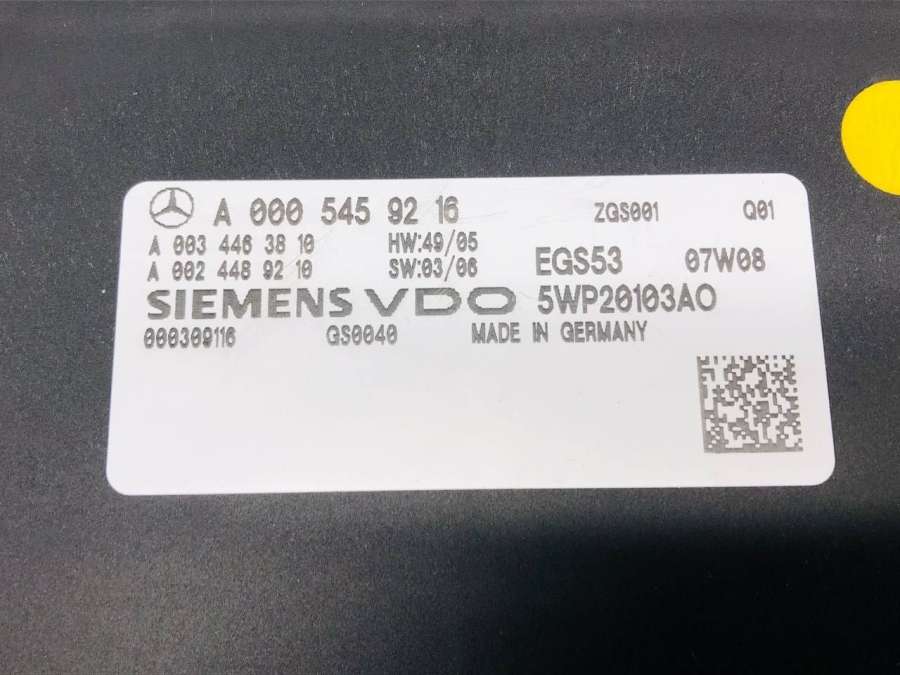 A 000 545 92 16 ZGS001 Q01
A 003 446 38 10 HW:49/05
A 002 448 92 10 SW:03/06 EGS53 07W08
SIEMENS VDO 5WP20103AO
000309116 GS0040 MADE IN GERMANY